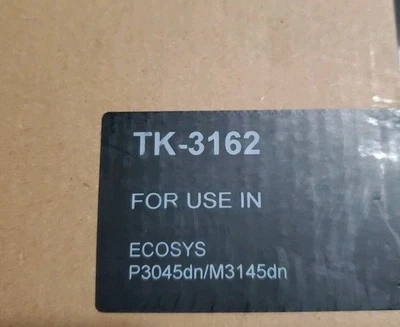 TK-3162
FOR USE IN
ECOSYS
P3045dn/M3145dn